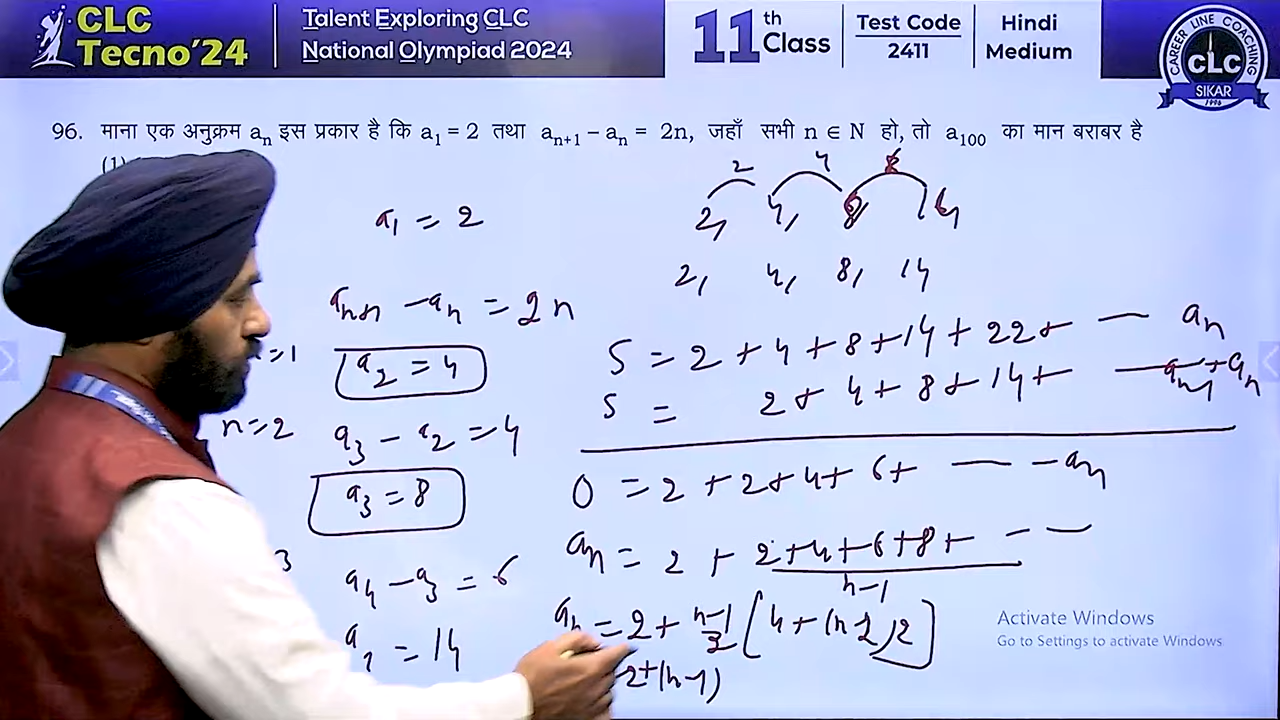 CLC
Tecno'24
Talent Exploring CLC
National Olympiad 2024
11th Class
Test Code
2411
Hindi
Medium
CAREER LINE COACHING
CLC
SIKAR
1996
96. माना एक अनुक्रम aₙ इस प्रकार है कि a₁ = 2 तथा aₙ₊₁ – aₙ = 2n, जहाँ सभी n ∈ N हो, तो a₁₀₀ का मान बराबर है
(1)
a₁ = 2
aₙ₊₁ – aₙ = 2n
=1
a₂ = 4
n=2
a₃ – a₂ = 4
a₃ = 8
3
a₄ – a₃ = 6
= 14
2 4
2, 4,
2, 4, 8, 14
S = 2 + 4 + 8 + 14 + 22 + — aₙ
S = 2 + 4 + 8 + 14 + — aₙ₋₁ + aₙ
0 = 2 + 2 + 4 + 6 + — – aₙ
aₙ = 2 + 2 + 4 + 6 + 8 + – –
n–1
aₙ = 2 + n–1/2 [4 + (n–2)2]
2+(n–1)
Activate Windows
Go to Settings to activate Windows